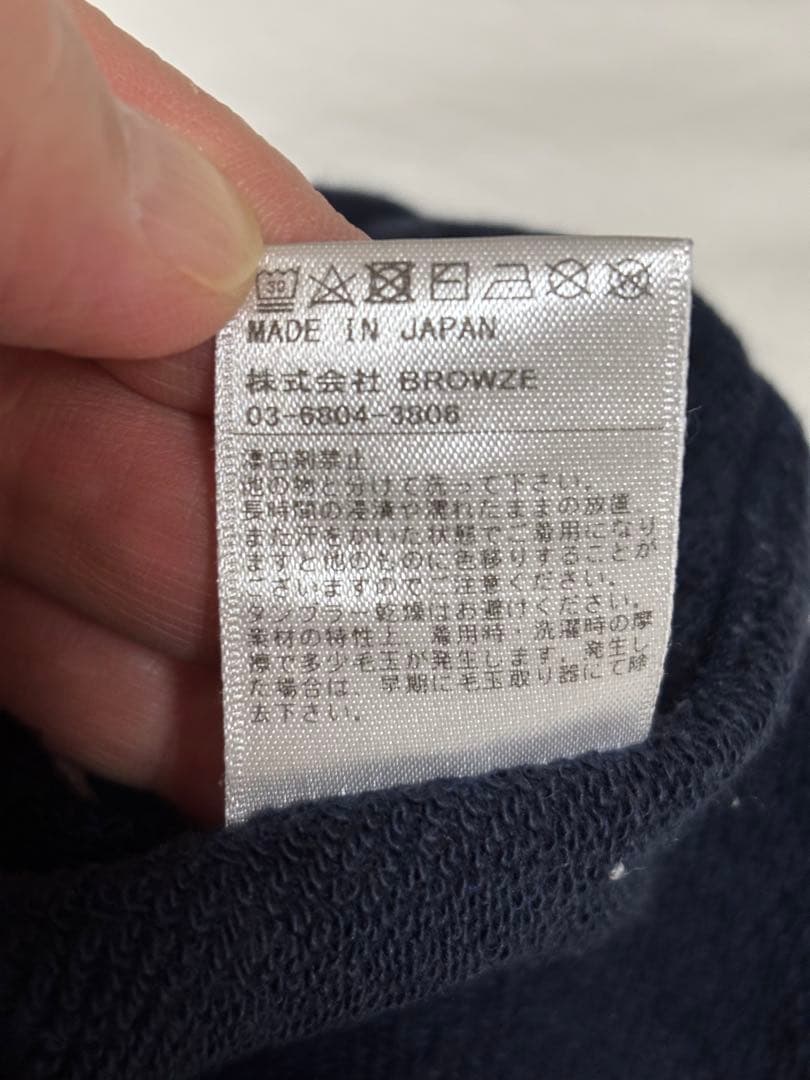 30
MADE IN JAPAN
株式会社 BROWZE
03-6804-3806
漂白剤禁止
他の物と分けて洗って下さい。
長時間の浸漬や濡れたままの放置、
また汗をかいた状態でご着用になり
ますと他のものに色移りすることが
ございますのでご注意ください。
タンブラー乾燥はお避けください。
素材の特性上、着用時・洗濯時の摩
擦で多少毛玉が発生します。発生し
た場合は、早期に毛玉取り器にて除
去下さい。